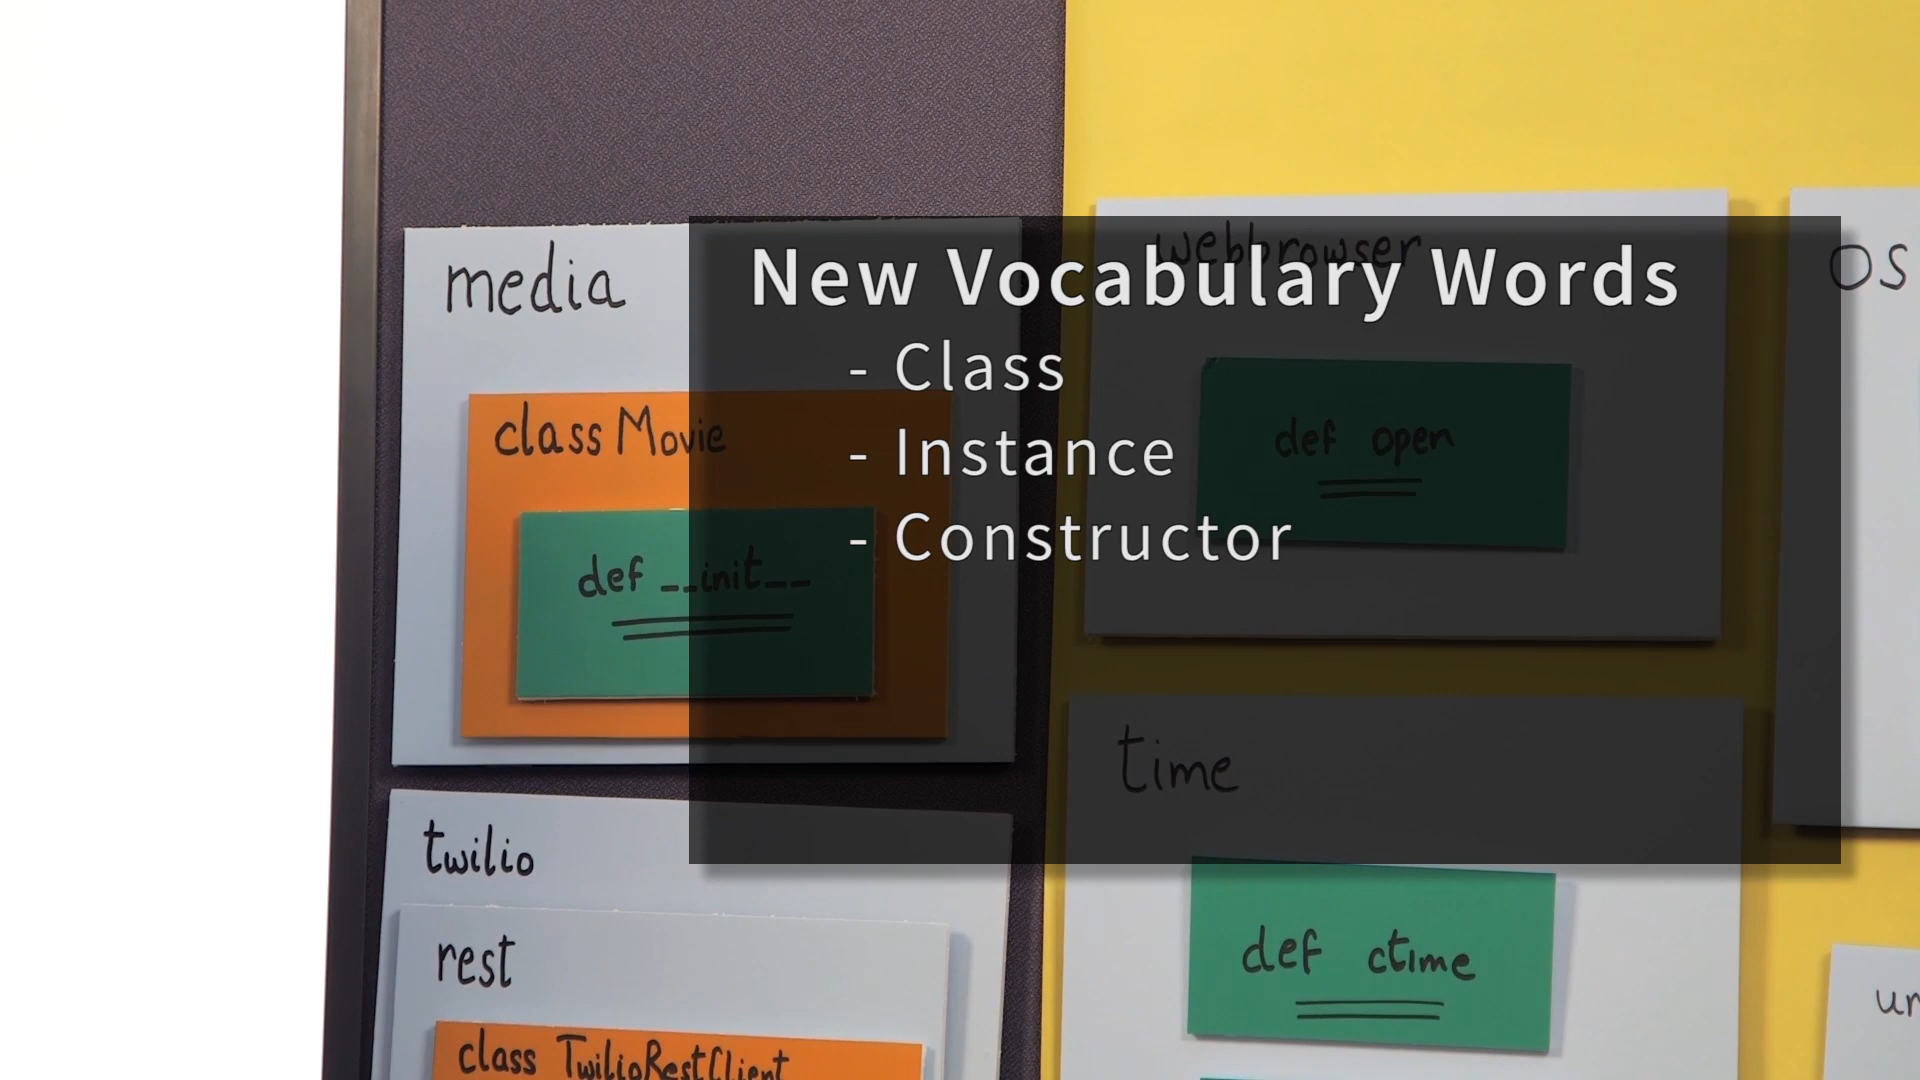 media
class Movie
def __init__
twilio
rest
class TwilioRestClient
New Vocabulary Words
- Class
- Instance
- Constructor
webbrowser
def open
time
def ctime
os